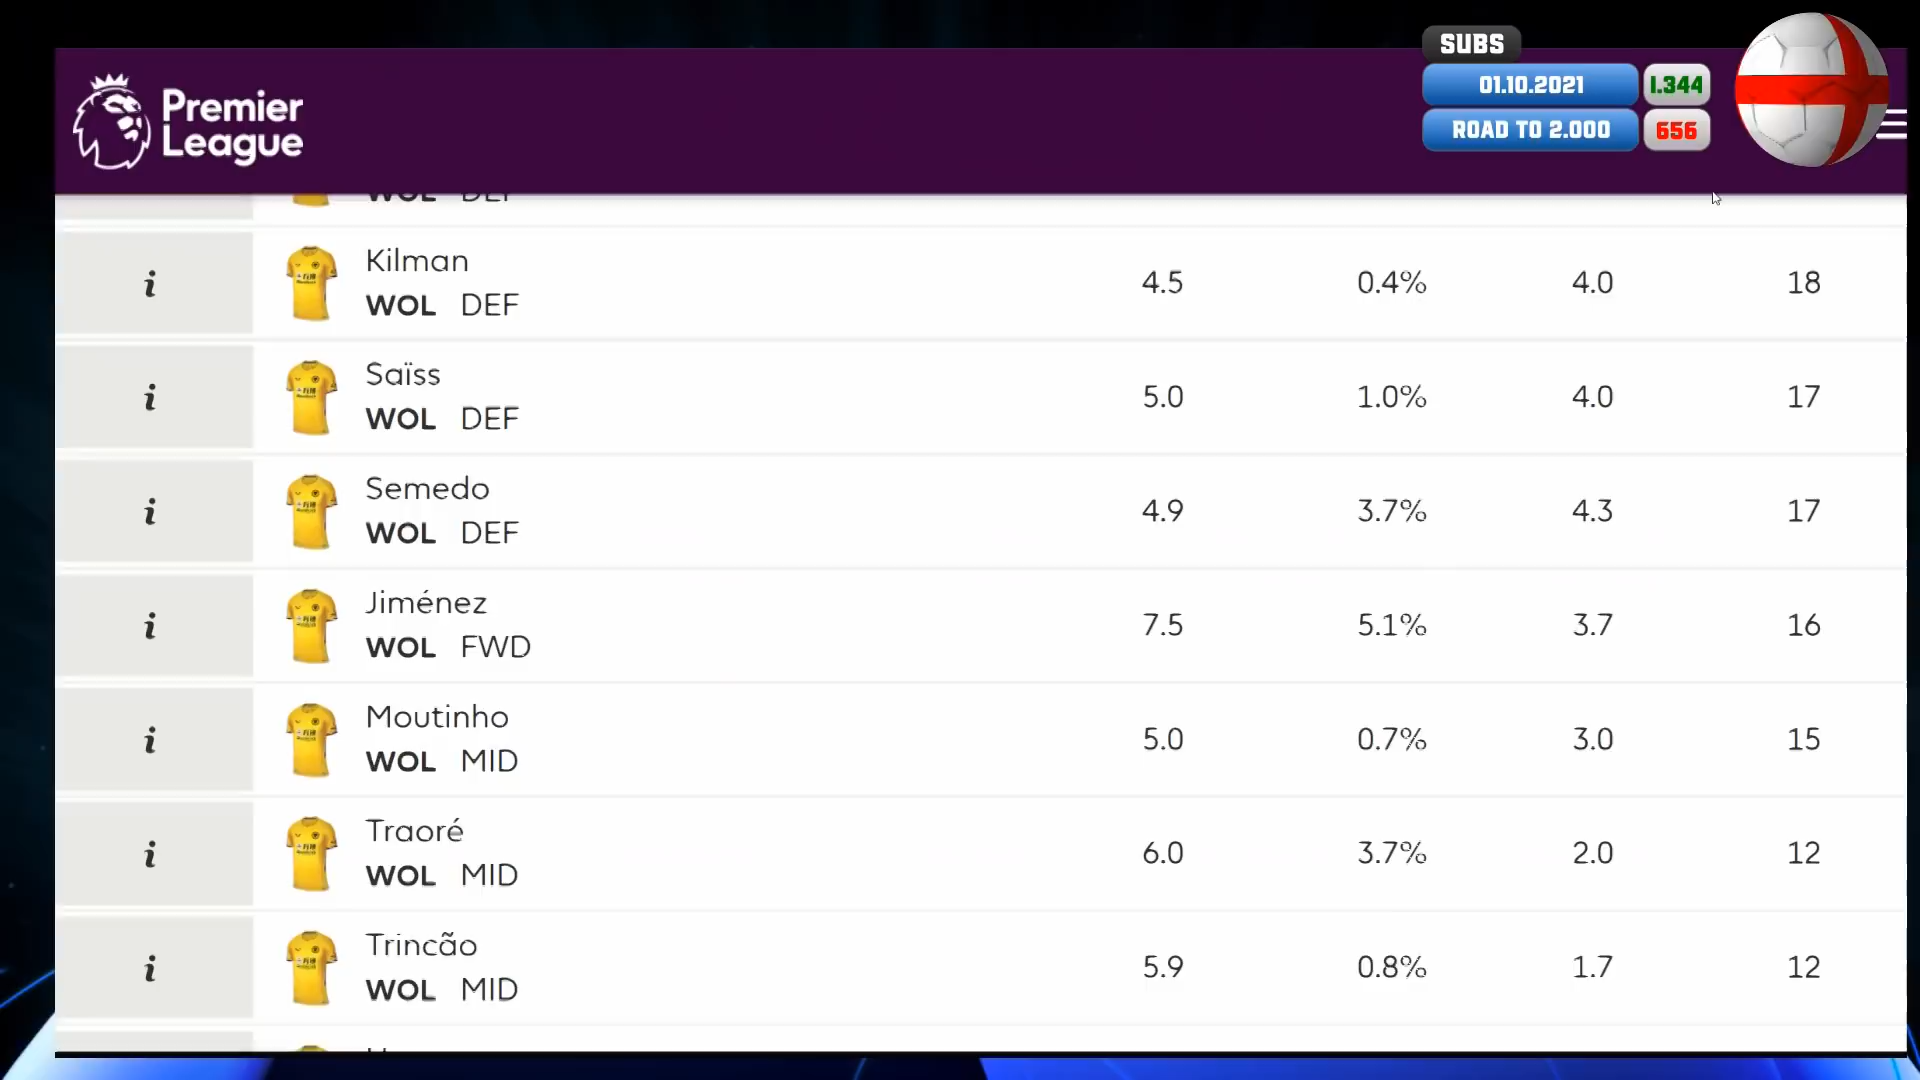 SUBS
01.10.2021 1.344
ROAD TO 2.000 656
Premier
League
WOL DEF
i Kilman
WOL DEF 4.5 0.4% 4.0 18
i Saïss
WOL DEF 5.0 1.0% 4.0 17
i Semedo
WOL DEF 4.9 3.7% 4.3 17
i Jiménez
WOL FWD 7.5 5.1% 3.7 16
i Moutinho
WOL MID 5.0 0.7% 3.0 15
i Traoré
WOL MID 6.0 3.7% 2.0 12
i Trincão
WOL MID 5.9 0.8% 1.7 12